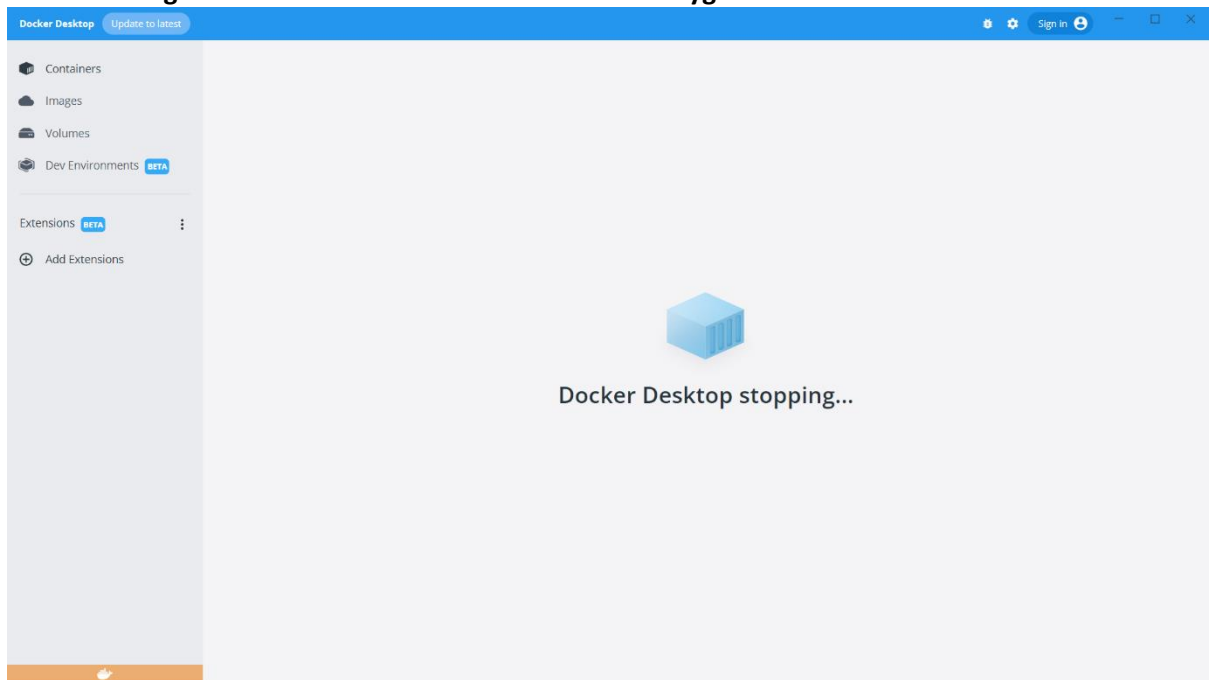 Docker Desktop Update to latest Sign in
Containers
Images
Volumes
Dev Environments BETA
Extensions BETA
Add Extensions
Docker Desktop stopping...